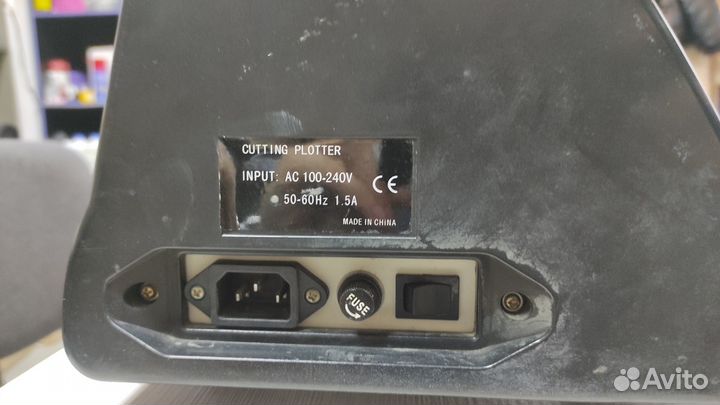 CUTTING PLOTTER
INPUT: AC 100-240V
50-60Hz 1.5A
CE
MADE IN CHINA
FUSE
Avito